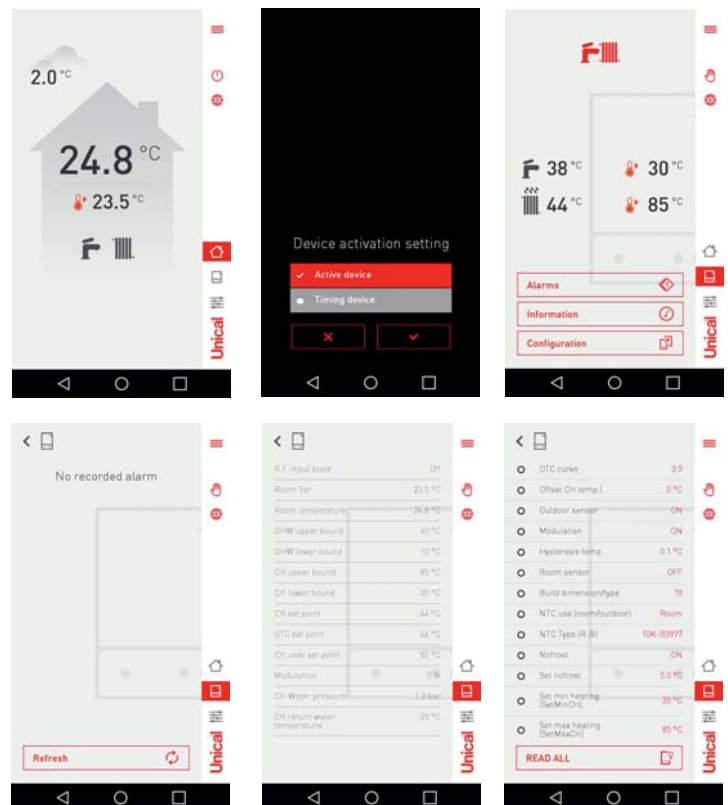 2.0 °C
24.8 °C
23.5 °C
Unical
Device activation setting
Active device
Timing device
38 °C 30 °C
44 °C 85 °C
Alarms
Information
Configuration
Unical
No recorded alarm
Refresh
Unical
R.T. input state Off
Room Set 23.5 °C
Room temperature 24.8 °C
DHW upper bound 60 °C
DHW lower bound 10 °C
CH upper bound 85 °C
CH lower bound 20 °C
CH set point 44 °C
OTC set point 44 °C
CH user set point 85 °C
Modulation
CH Water pressure 1.2 bar
CH return water
temperature 25 °C
Unical
OTC curve 3.0
Offset CH temp.) 0 °C
Outdoor sensor ON
Modulation ON
Hysteresis temp. 0.1 °C
Room sensor OFF
Build dimension/type 10
NTC use (room/outdoor) Room
NTC Type (R-B) 10K-B3977
Nofrost ON
Set nofrost 5.0 °C
Set min heating
(SetMinCH) 20 °C
Set max heating
(SetMaxCH) 85 °C
READ ALL
Unical